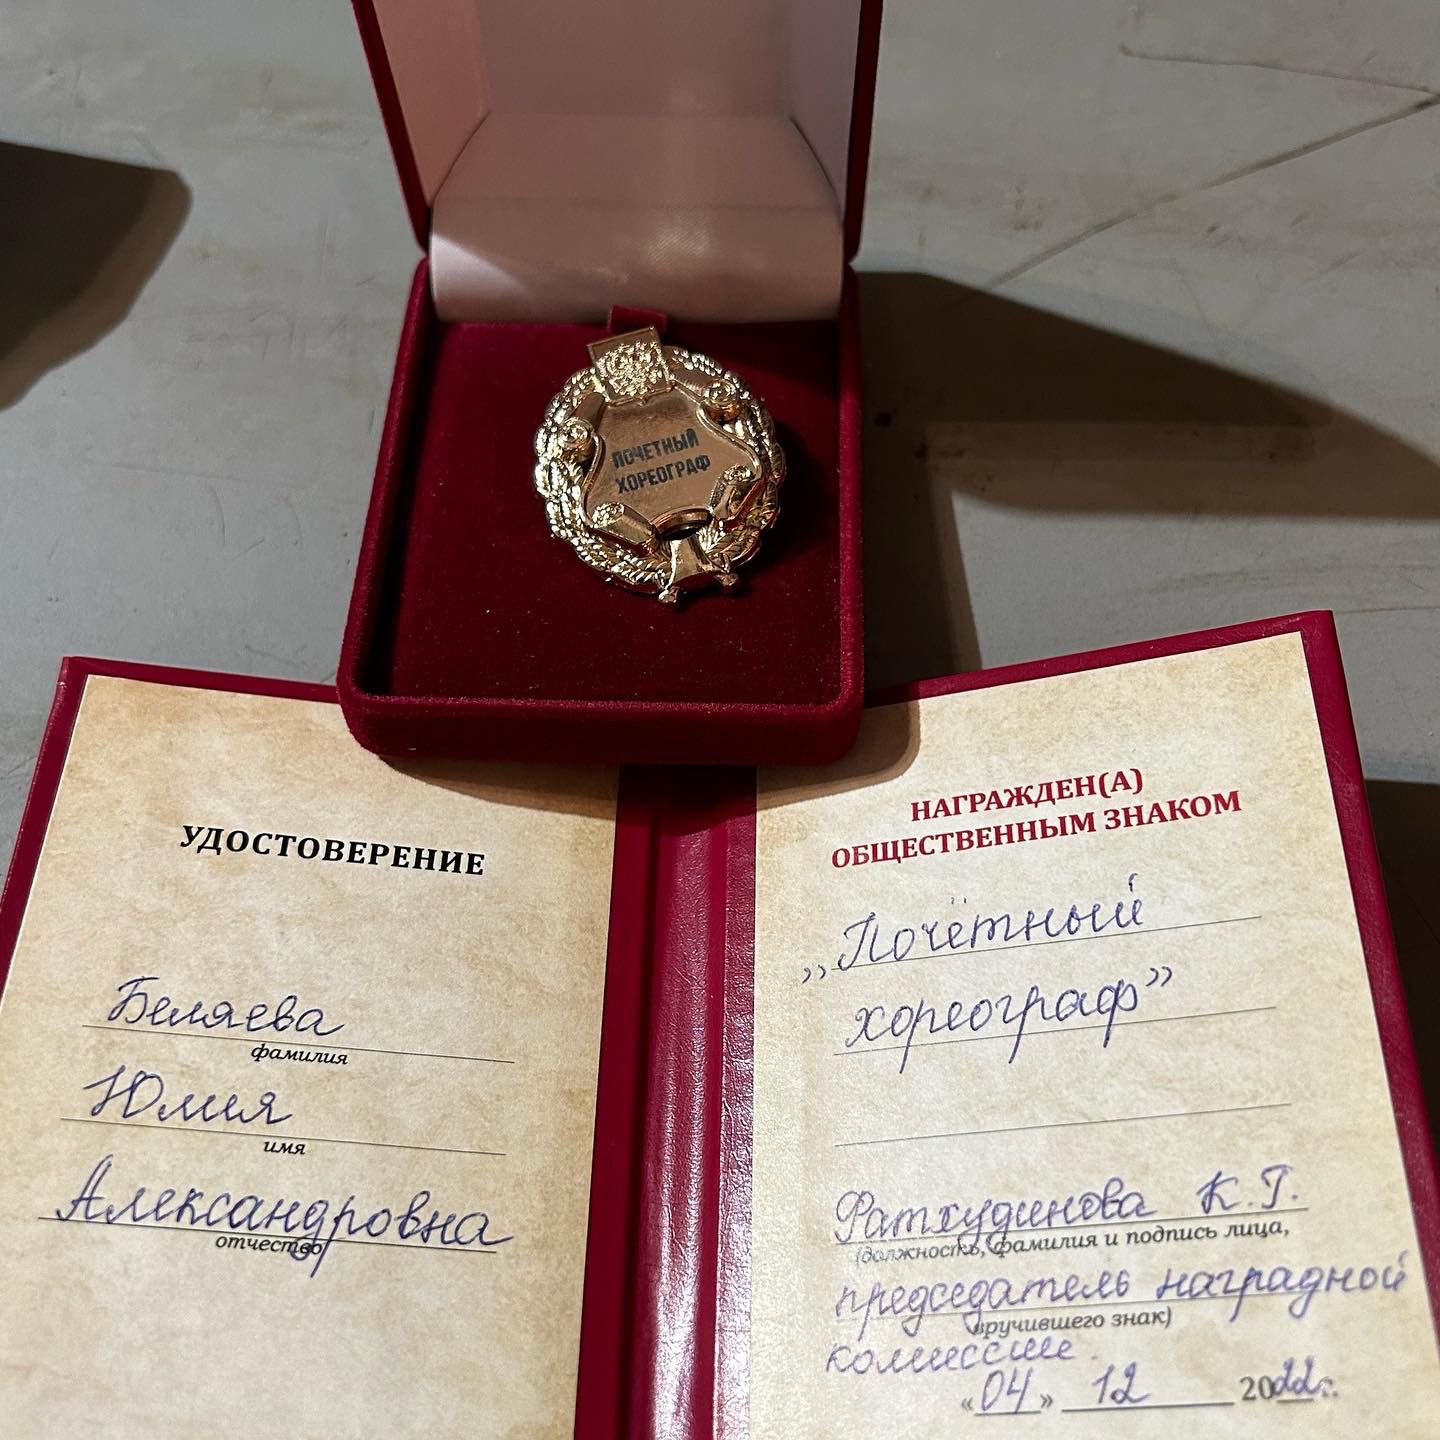 ПОЧЕТНЫЙ
ХОРЕОГРАФ
УДОСТОВЕРЕНИЕ
Беляева
фамилия
Юлия
имя
Александровна
отчество
НАГРАЖДЕН(А)
ОБЩЕСТВЕННЫМ ЗНАКОМ
„Почётный
хореограф”
Фатхудинова К.Г.
(должность, фамилия и подпись лица,
председатель наградной
вручившего знак)
комиссии.
«04» 12 2022г.